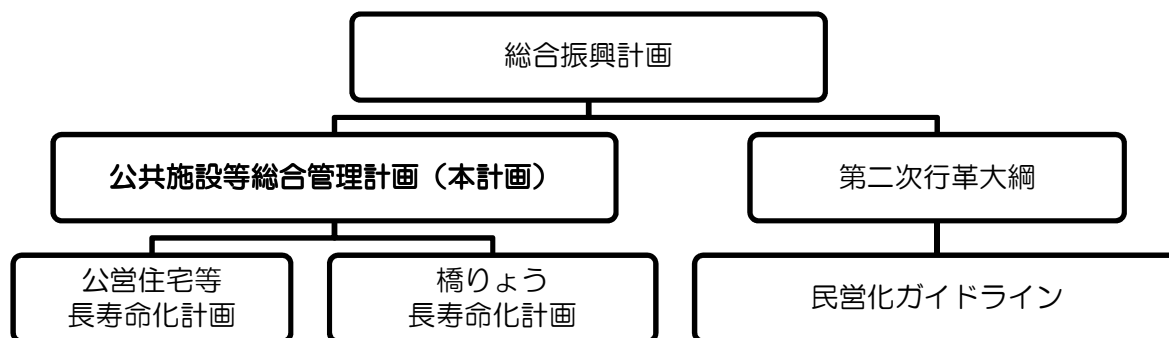 総合振興計画
公共施設等総合管理計画（本計画）
第二次行革大綱
公営住宅等
長寿命化計画
橋りょう
長寿命化計画
民営化ガイドライン